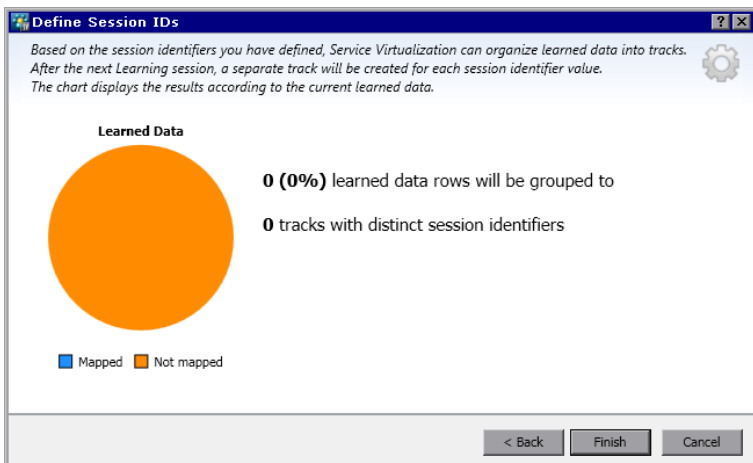 Define Session IDs
Based on the session identifiers you have defined, Service Virtualization can organize learned data into tracks.
After the next Learning session, a separate track will be created for each session identifier value.
The chart displays the results according to the current learned data.
Learned Data
0 (0%) learned data rows will be grouped to
0 tracks with distinct session identifiers
Mapped Not mapped
< Back Finish Cancel